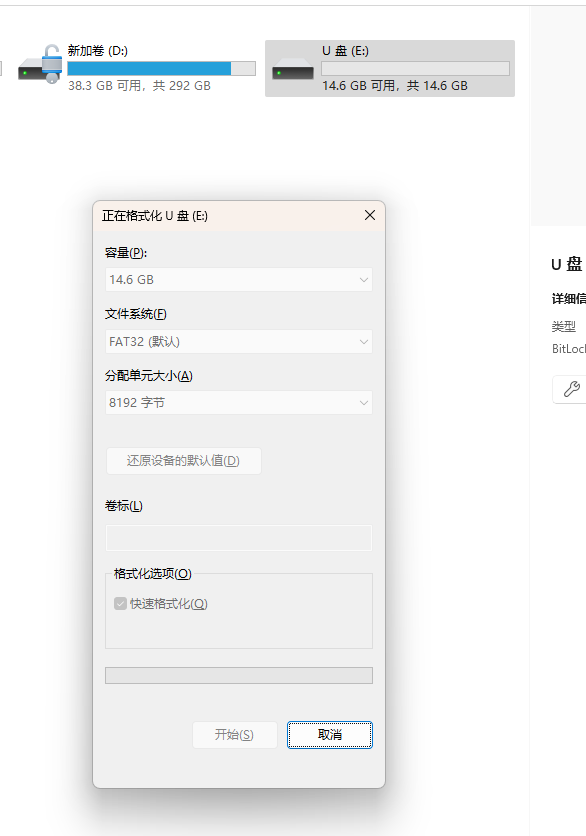 新加卷 (D:)
38.3 GB 可用，共 292 GB
U 盘 (E:)
14.6 GB 可用，共 14.6 GB
正在格式化 U 盘 (E:)
容量(P):
14.6 GB
文件系统(F)
FAT32 (默认)
分配单元大小(A)
8192 字节
还原设备的默认值(D)
卷标(L)
格式化选项(O)
快速格式化(Q)
开始(S)
取消
U 盘
详细信
类型
BitLock